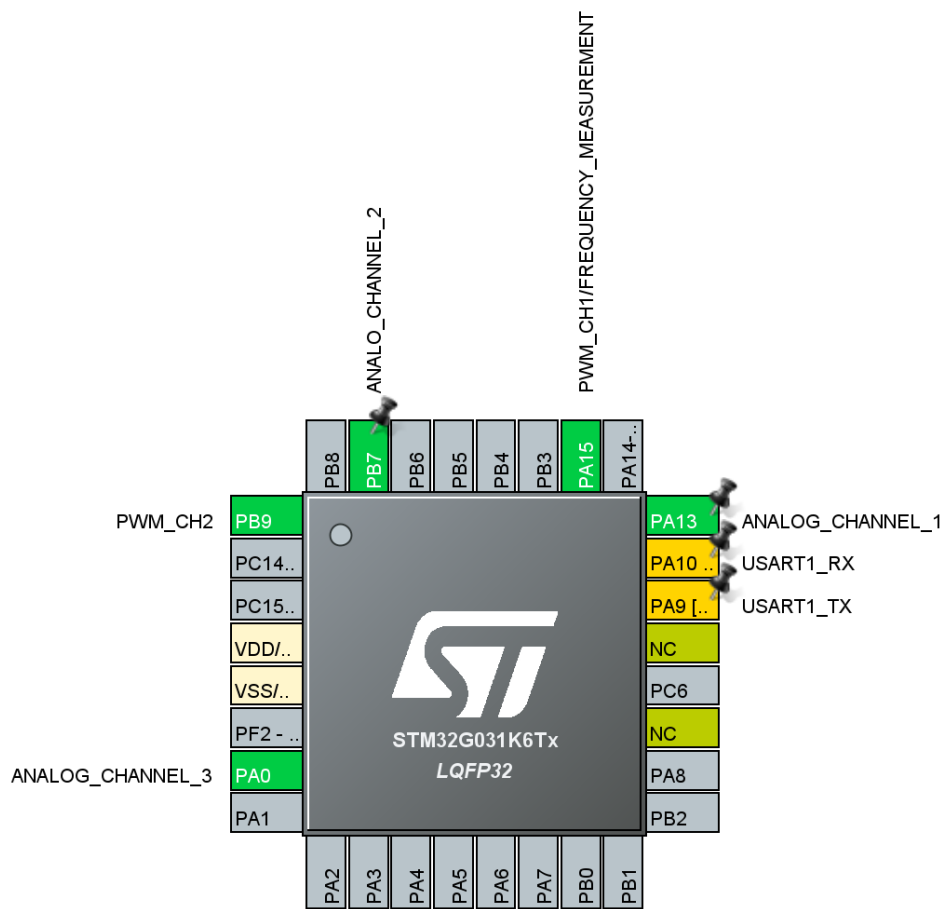 PWM_CH1/FREQUENCY_MEASUREMENT
ANALO_CHANNEL_2
PB8
PB7
PB6
PB5
PB4
PB3
PA15
PA14-..
PWM_CH2
PB9
PC14..
PC15..
VDD/..
VSS/..
PF2 - ..
ANALOG_CHANNEL_3
PA0
PA1
ST
STM32G031K6Tx
LQFP32
PA13
ANALOG_CHANNEL_1
PA10 ..
USART1_RX
PA9 [..
USART1_TX
NC
PC6
NC
PA8
PB2
PA2
PA3
PA4
PA5
PA6
PA7
PB0
PB1